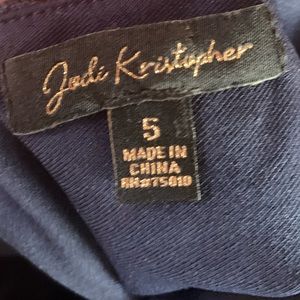 Jodi Kristopher
5
MADE IN
CHINA
RN#75010